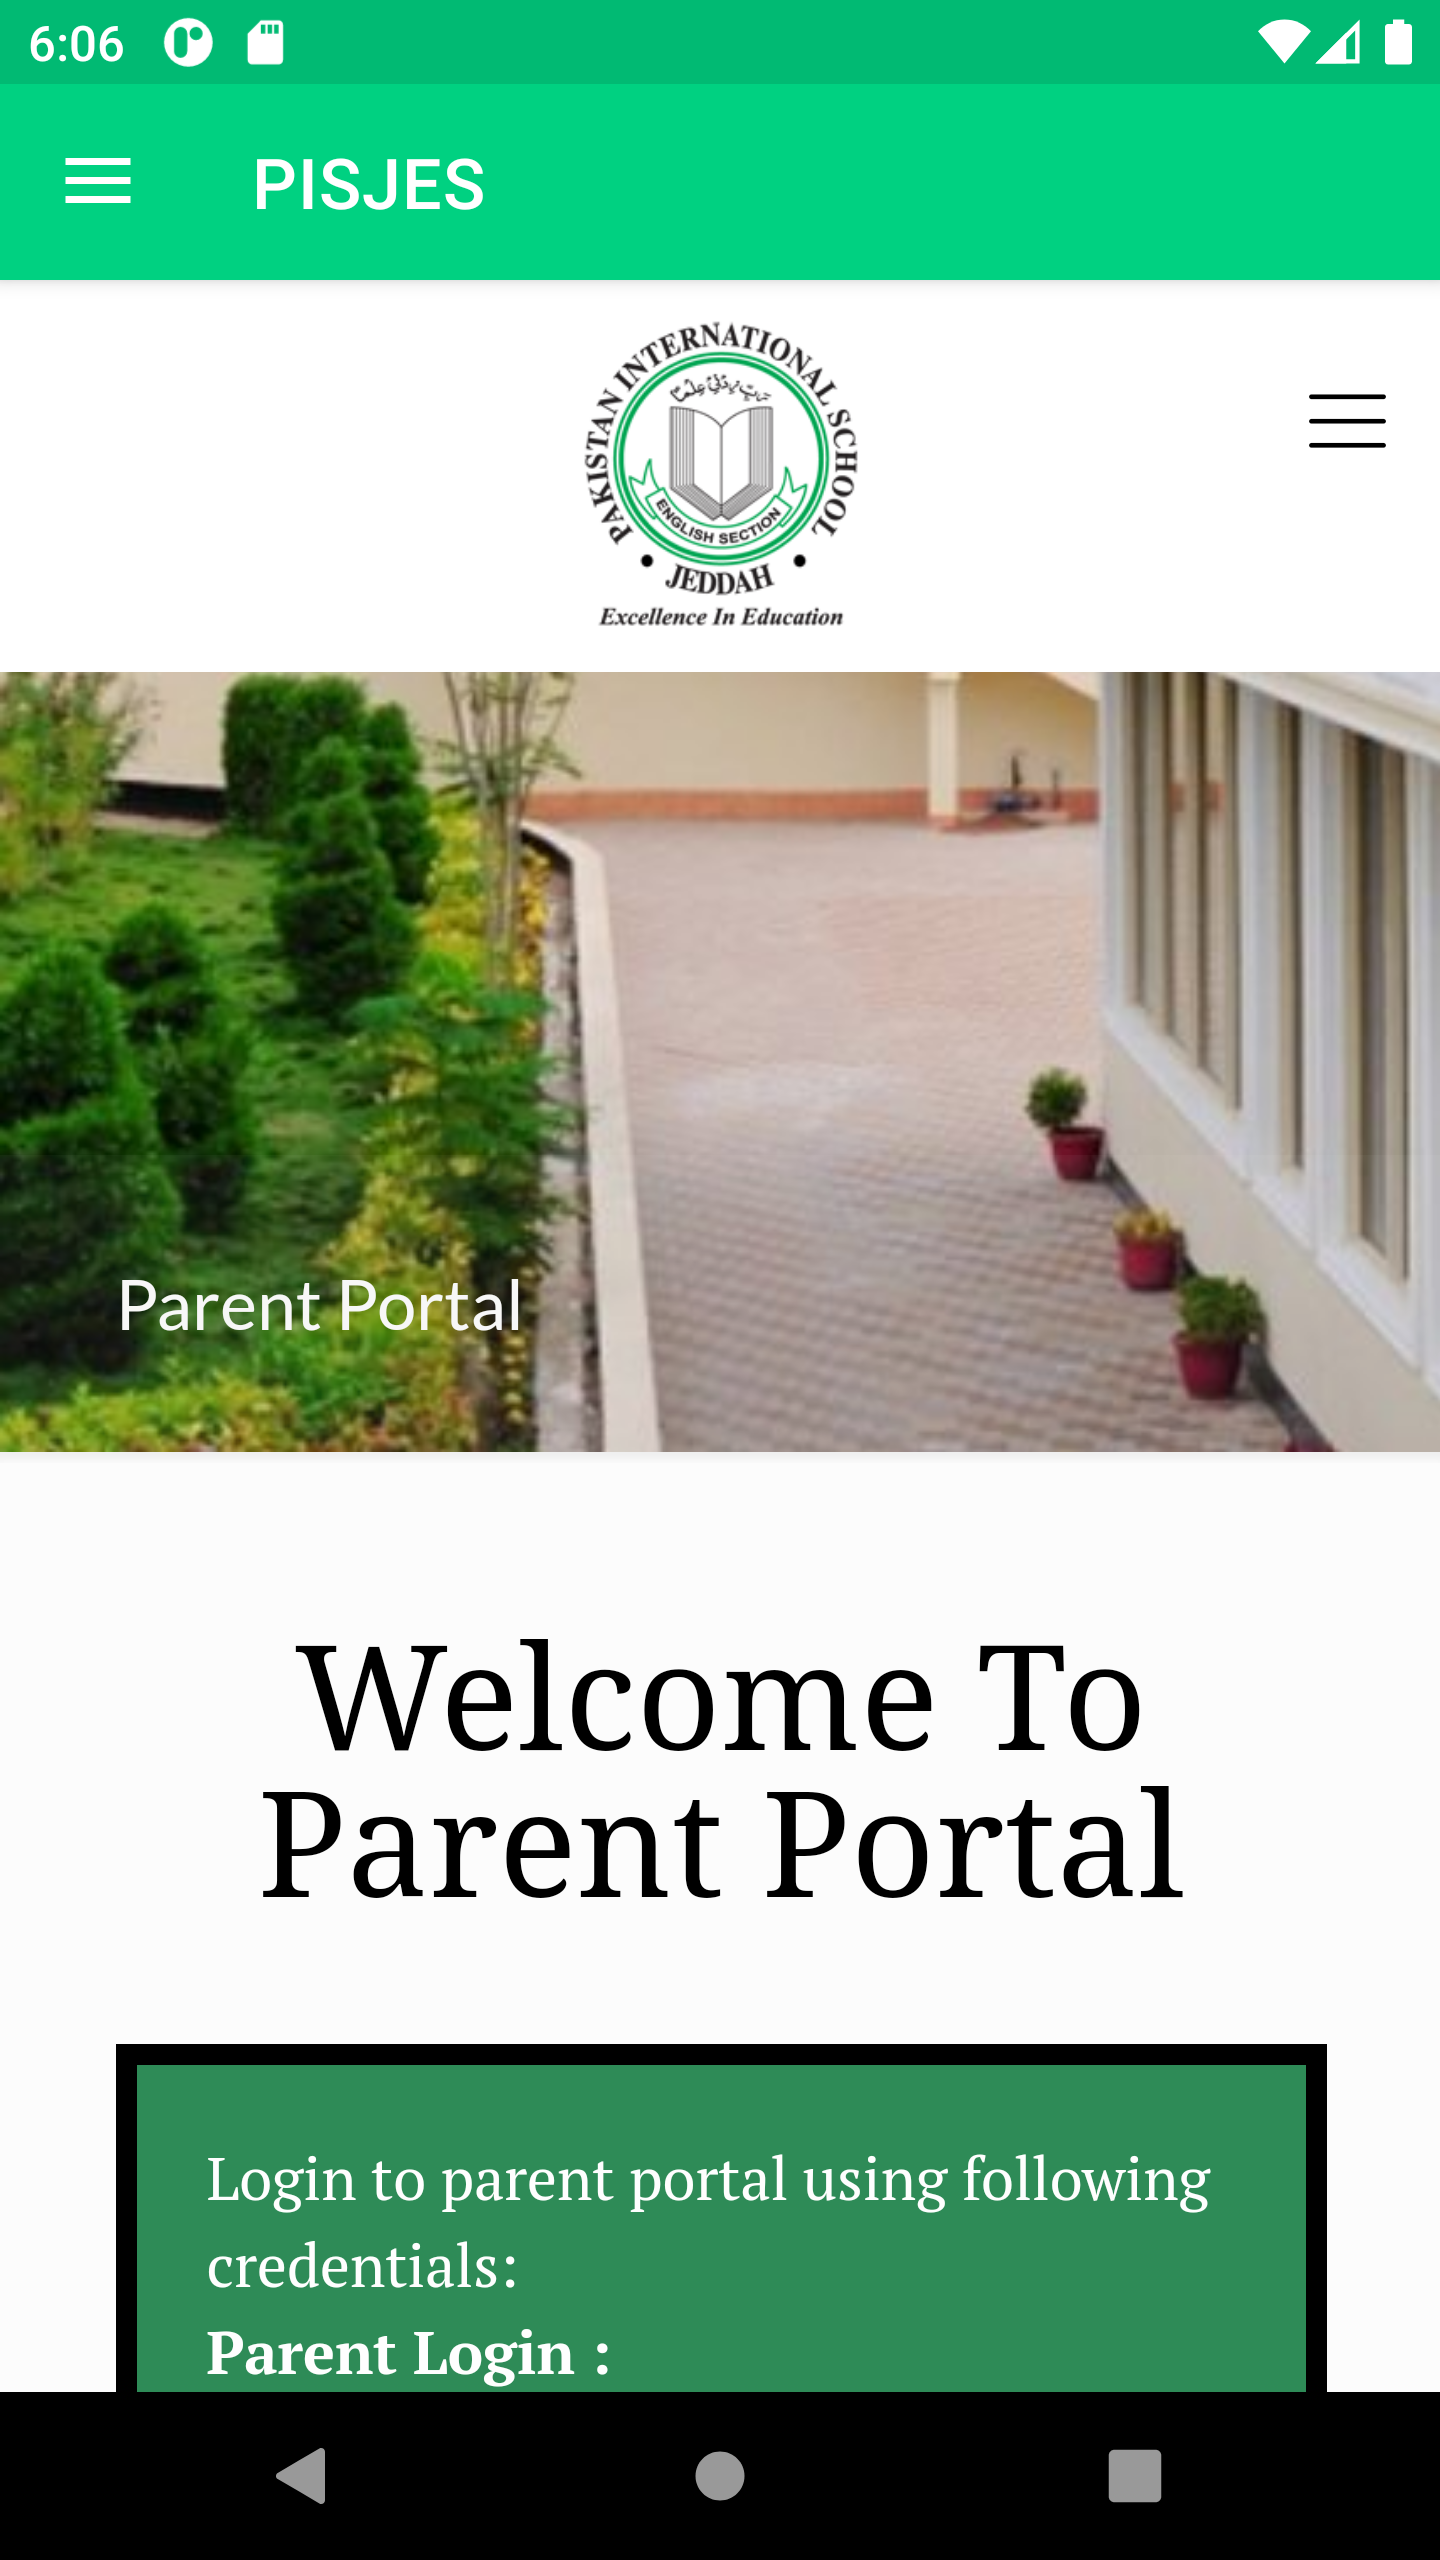 6:06
PISJES
PAKISTAN INTERNATIONAL SCHOOL
رَبِّ زِدْنِي عِلْمًا
ENGLISH SECTION
• JEDDAH •
Excellence In Education
Parent Portal
Welcome To
Parent Portal
Login to parent portal using following
credentials:
Parent Login :